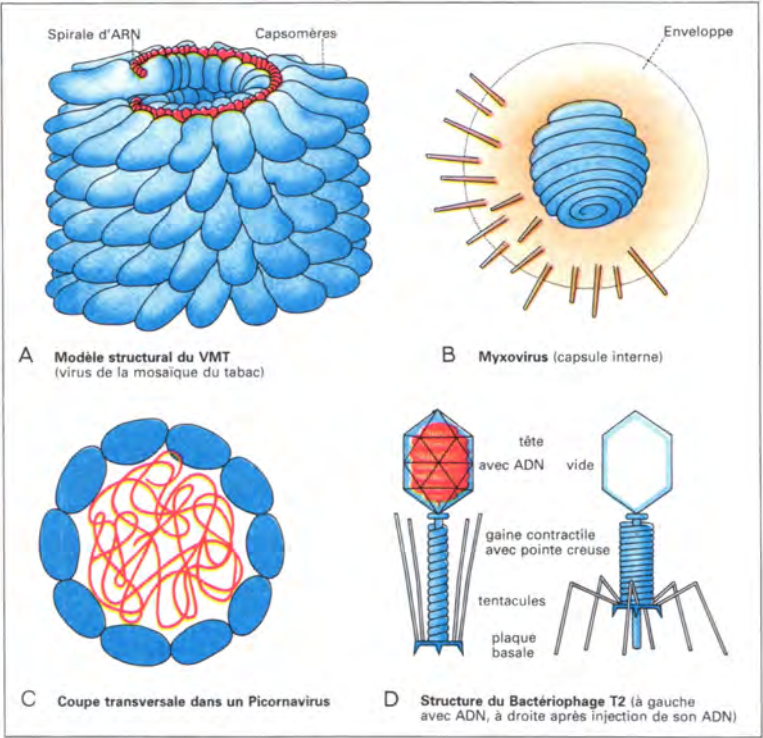 Spirale d'ARN
Capsomères
Enveloppe
A Modèle structural du VMT
(virus de la mosaïque du tabac)
B Myxovirus (capsule interne)
tête
avec ADN vide
gaine contractile
avec pointe creuse
tentacules
plaque
basale
C Coupe transversale dans un Picornavirus
D Structure du Bactériophage T2 (à gauche
avec ADN, à droite après injection de son ADN)